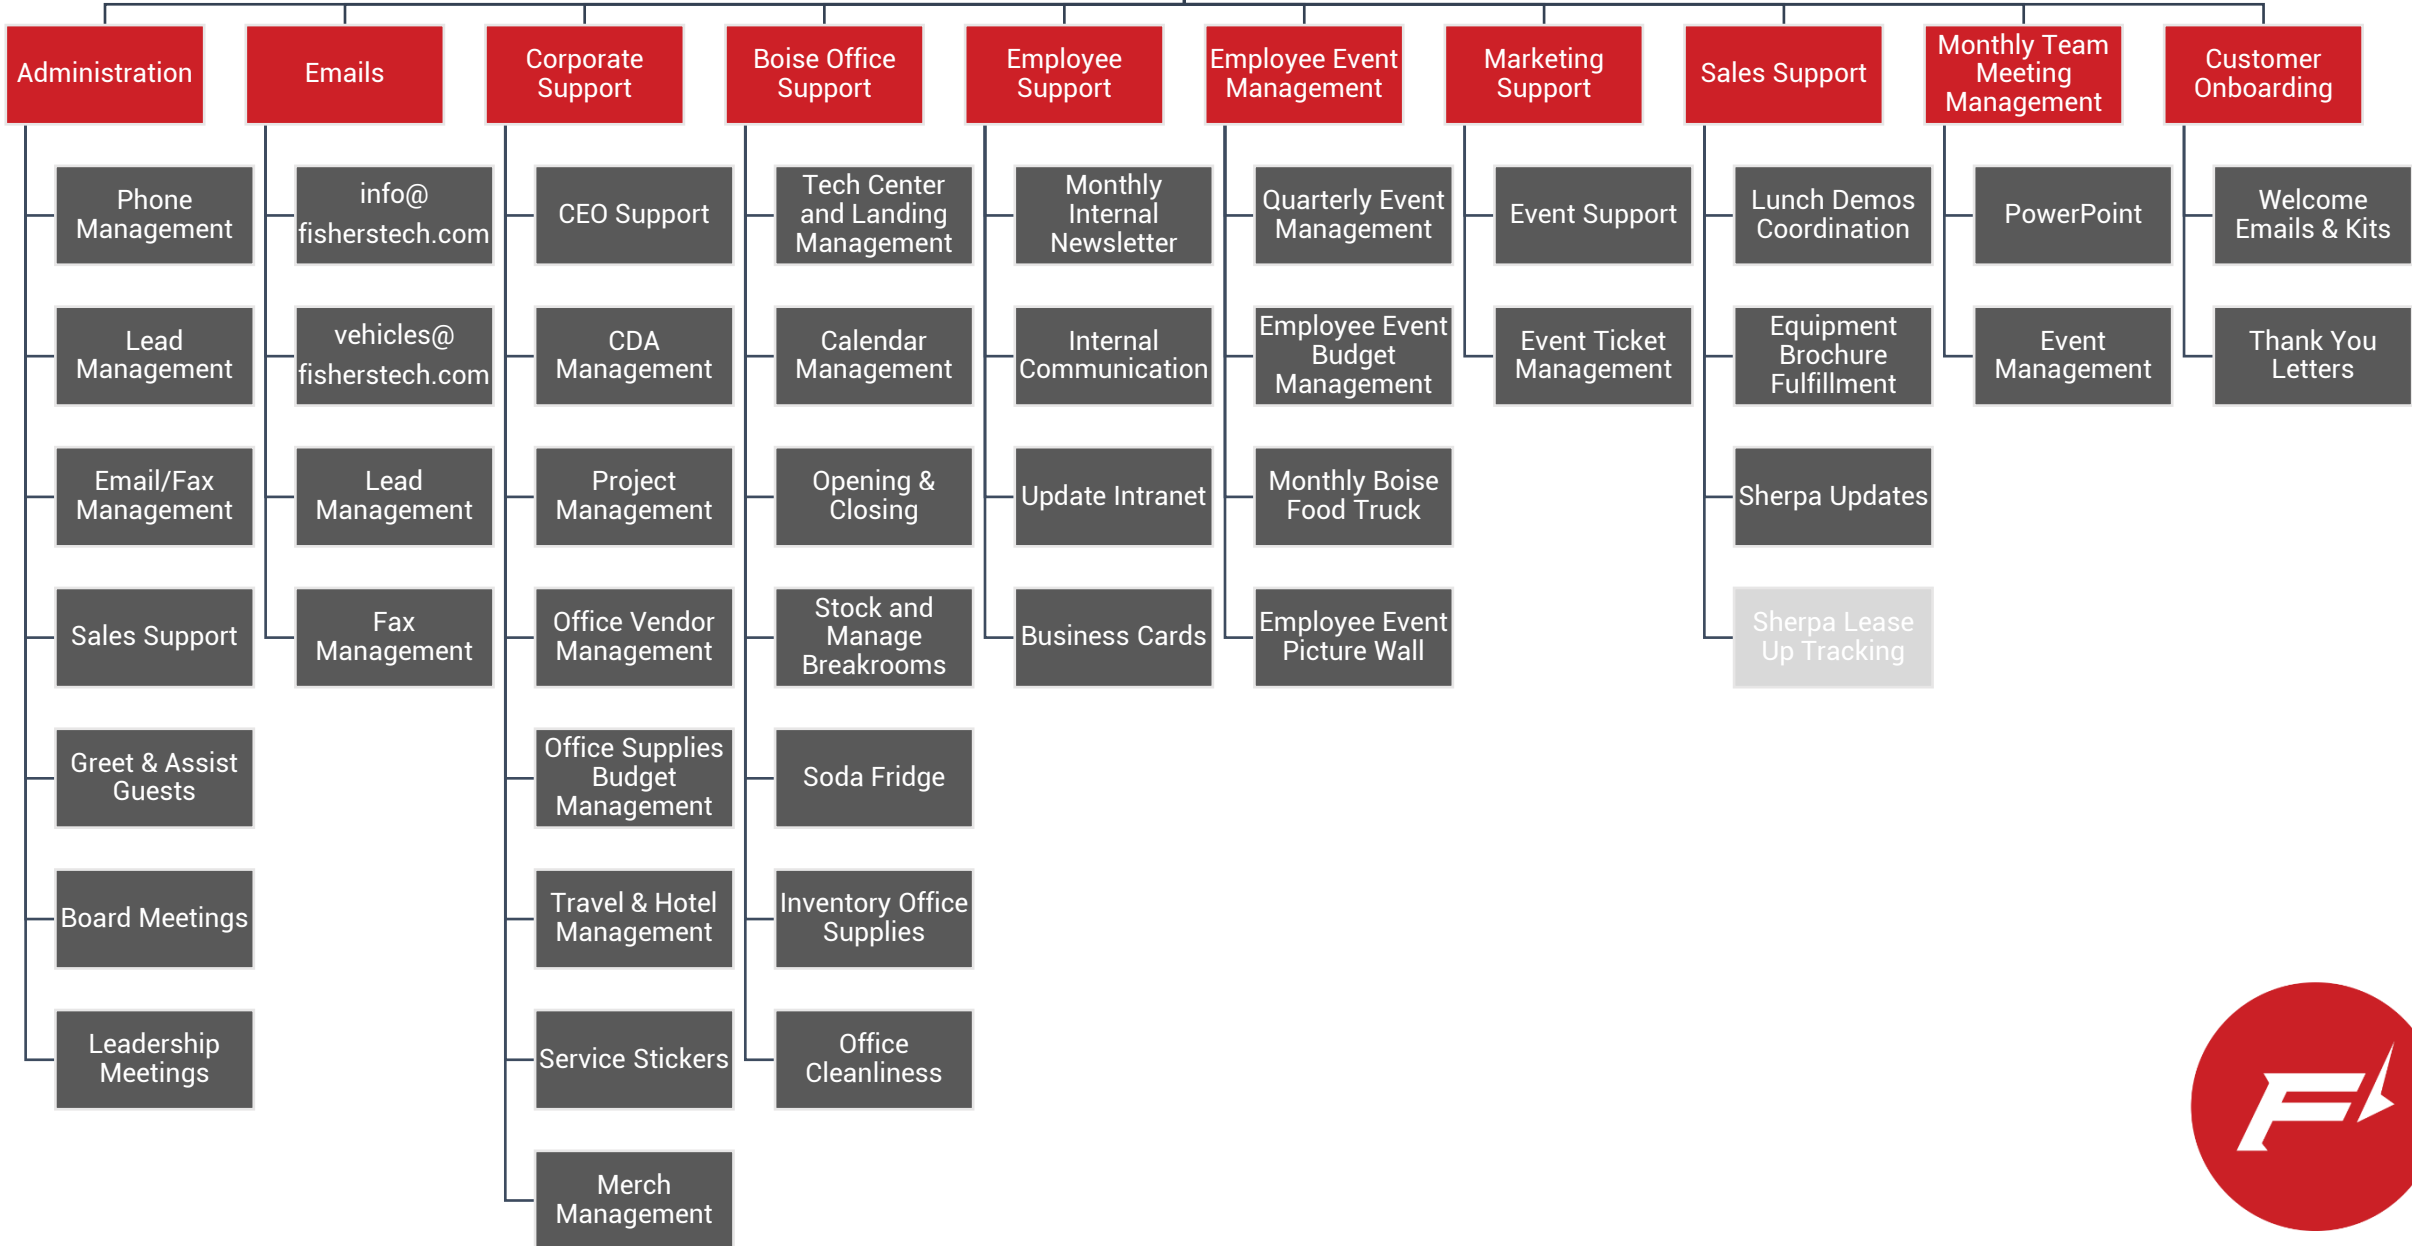 Administration
Phone
Management
Lead
Management
Email/Fax
Management
Sales Support
Greet & Assist
Guests
Board Meetings
Leadership
Meetings
Emails
info@
fisherstech.com
vehicles@
fisherstech.com
Lead
Management
Fax
Management
Corporate
Support
CEO Support
CDA
Management
Project
Management
Office Vendor
Management
Office Supplies
Budget
Management
Travel & Hotel
Management
Service Stickers
Merch
Management
Boise Office
Support
Tech Center
and Landing
Management
Calendar
Management
Opening &
Closing
Stock and
Manage
Breakrooms
Soda Fridge
Inventory Office
Supplies
Office
Cleanliness
Employee
Support
Monthly
Internal
Newsletter
Internal
Communication
Update Intranet
Business Cards
Employee Event
Management
Quarterly Event
Management
Employee Event
Budget
Management
Monthly Boise
Food Truck
Employee Event
Picture Wall
Marketing
Support
Event Support
Event Ticket
Management
Sales Support
Lunch Demos
Coordination
Equipment
Brochure
Fulfillment
Sherpa Updates
Sherpa Lease
Up Tracking
Monthly Team
Meeting
Management
PowerPoint
Event
Management
Customer
Onboarding
Welcome
Emails & Kits
Thank You
Letters
F